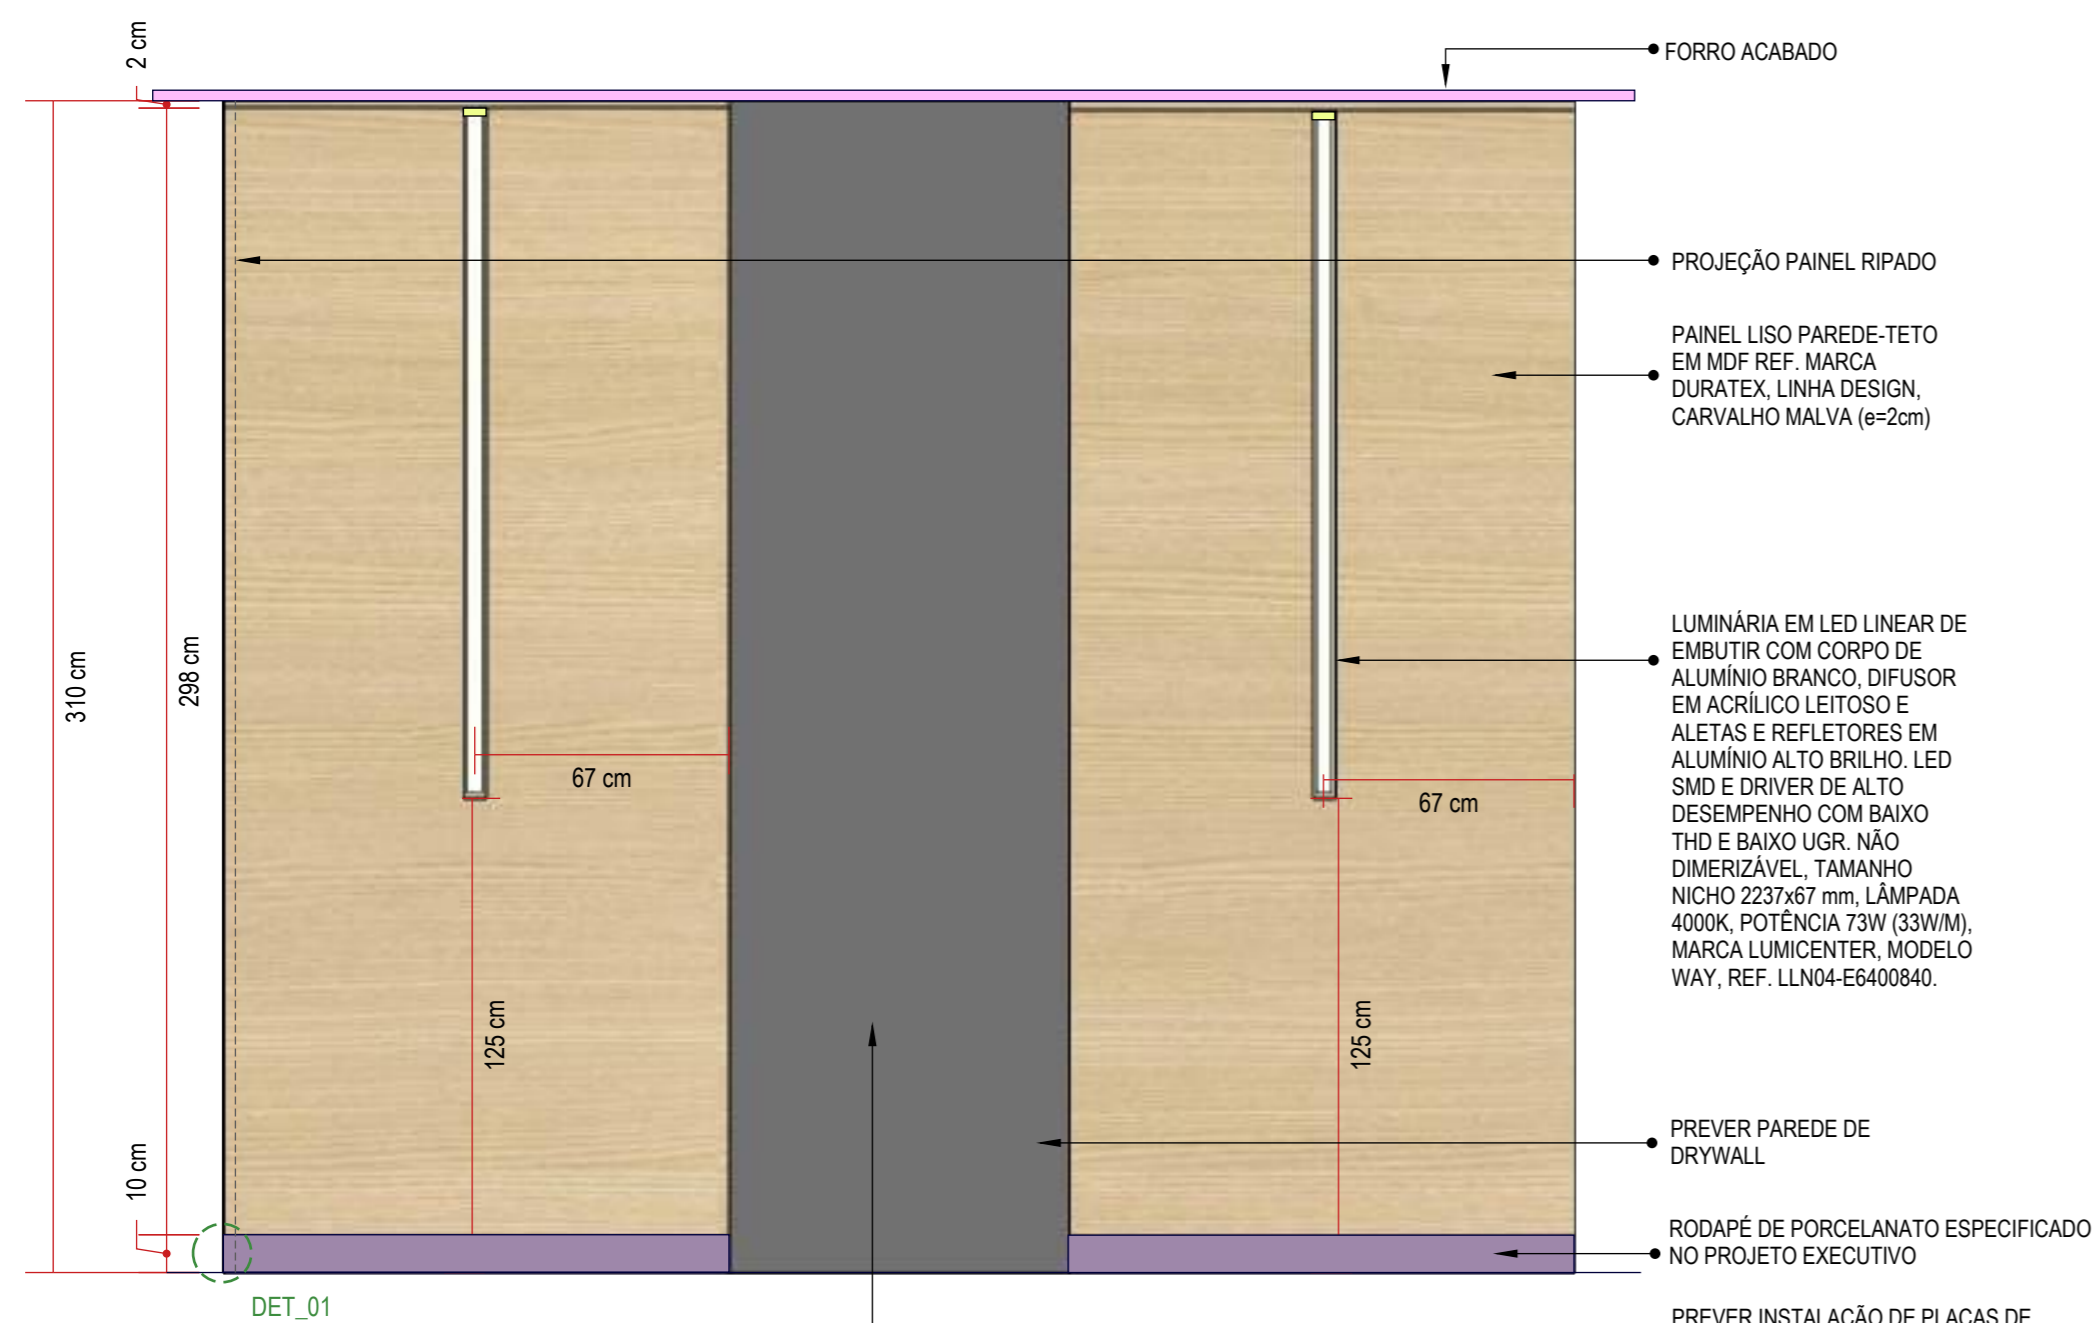 2 cm
FORRO ACABADO
PROJEÇÃO PAINEL RIPADO
PAINEL LISO PAREDE-TETO
EM MDF REF. MARCA
DURATEX, LINHA DESIGN,
CARVALHO MALVA (e=2cm)
310 cm
298 cm
67 cm
67 cm
LUMINÁRIA EM LED LINEAR DE
EMBUTIR COM CORPO DE
ALUMÍNIO BRANCO, DIFUSOR
EM ACRÍLICO LEITOSO E
ALETAS E REFLETORES EM
ALUMÍNIO ALTO BRILHO. LED
SMD E DRIVER DE ALTO
DESEMPENHO COM BAIXO
THD E BAIXO UGR. NÃO
DIMERIZÁVEL, TAMANHO
NICHO 2237x67 mm, LÂMPADA
4000K, POTÊNCIA 73W (33W/M),
MARCA LUMICENTER, MODELO
WAY, REF. LLN04-E6400840.
125 cm
125 cm
10 cm
PREVER PAREDE DE
DRYWALL
RODAPÉ DE PORCELANATO ESPECIFICADO
NO PROJETO EXECUTIVO
DET_01
PREVER INSTALAÇÃO DE PLACAS DE